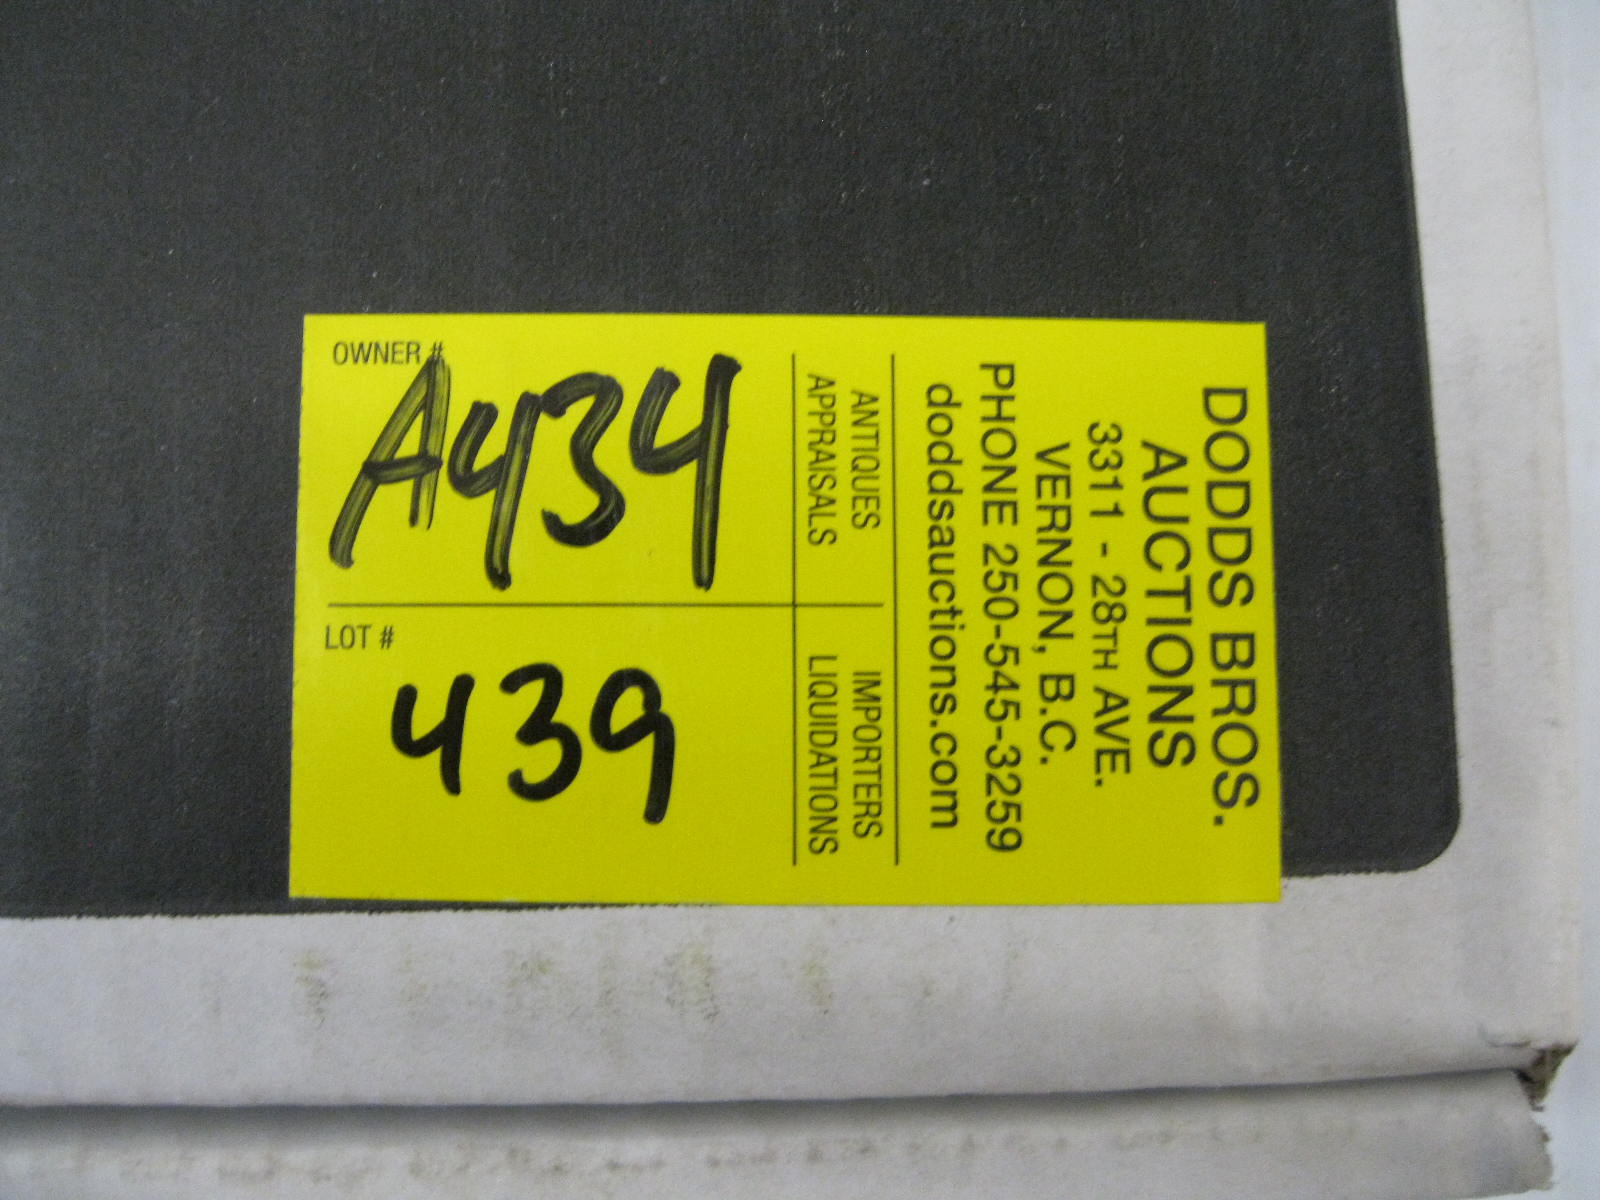 DODDS BROS.
AUCTIONS
3311 - 28TH AVE.
VERNON, B.C.
PHONE 250-545-3259
doddsauctions.com
ANTIQUES
APPRAISALS
IMPORTERS
LIQUIDATIONS
OWNER #
A434
LOT #
439